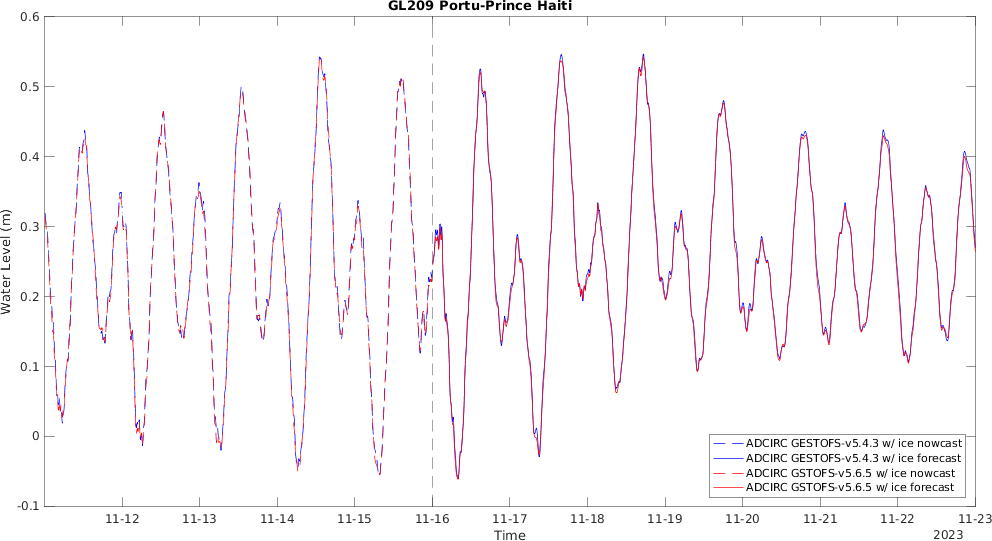 GL209 Portu-Prince Haiti
0.6
0.5
0.4
0.3
0.2
0.1
0
-0.1
Water Level (m)
ADCIRC GESTOFS-v5.4.3 w/ ice nowcast
ADCIRC GESTOFS-v5.4.3 w/ ice forecast
ADCIRC GSTOFS-v5.6.5 w/ ice nowcast
ADCIRC GSTOFS-v5.6.5 w/ ice forecast
11-12 11-13 11-14 11-15 11-16 11-17 11-18 11-19 11-20 11-21 11-22 11-23
Time
2023